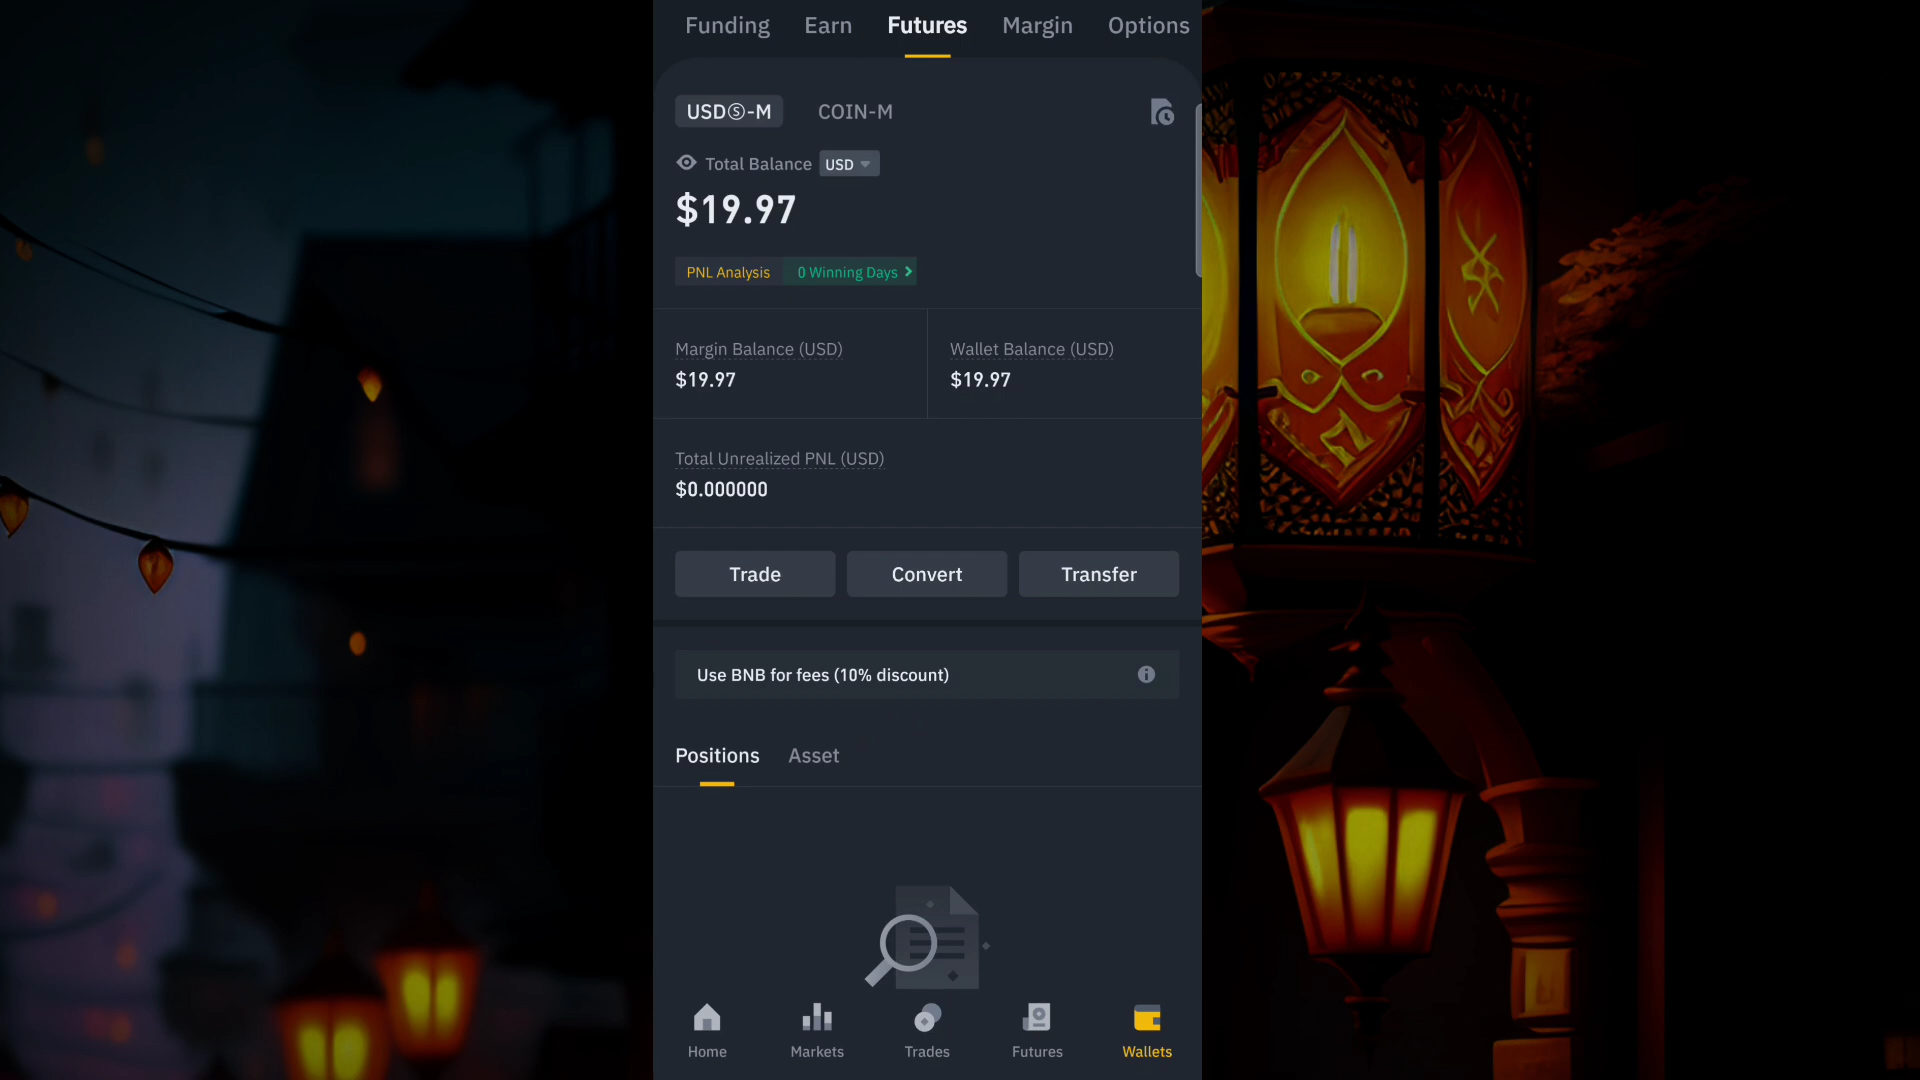 Funding Earn Futures Margin Options
USDⓈ-M COIN-M
Total Balance USD
$19.97
PNL Analysis 0 Winning Days
Margin Balance (USD) Wallet Balance (USD)
$19.97 $19.97
Total Unrealized PNL (USD)
$0.000000
Trade Convert Transfer
Use BNB for fees (10% discount)
Positions Asset
Home Markets Trades Futures Wallets